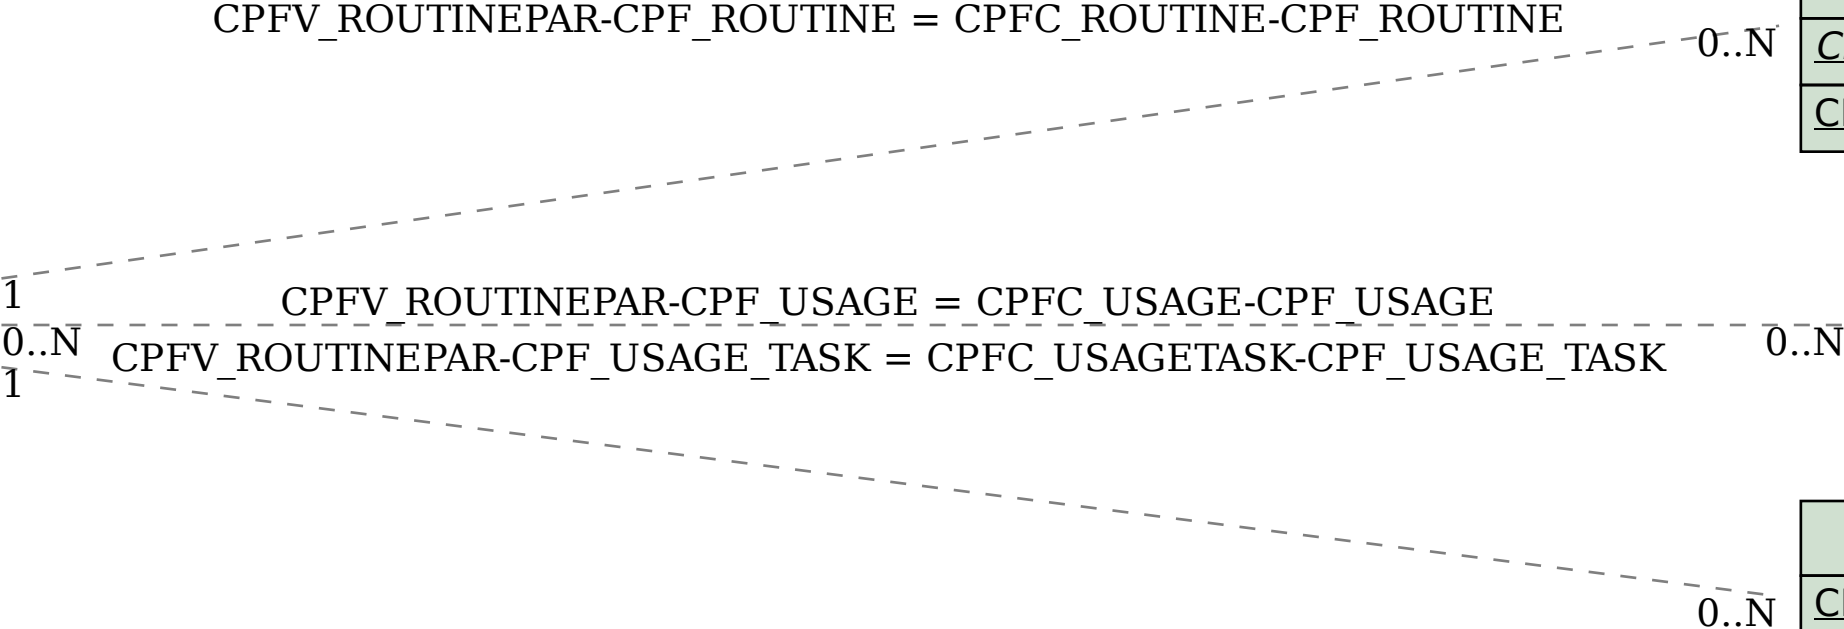 CPFV_ROUTINEPAR-CPF_ROUTINE = CPFC_ROUTINE-CPF_ROUTINE
0..N
1
CPFV_ROUTINEPAR-CPF_USAGE = CPFC_USAGE-CPF_USAGE
0..N
0..N
CPFV_ROUTINEPAR-CPF_USAGE_TASK = CPFC_USAGETASK-CPF_USAGE_TASK
1
0..N